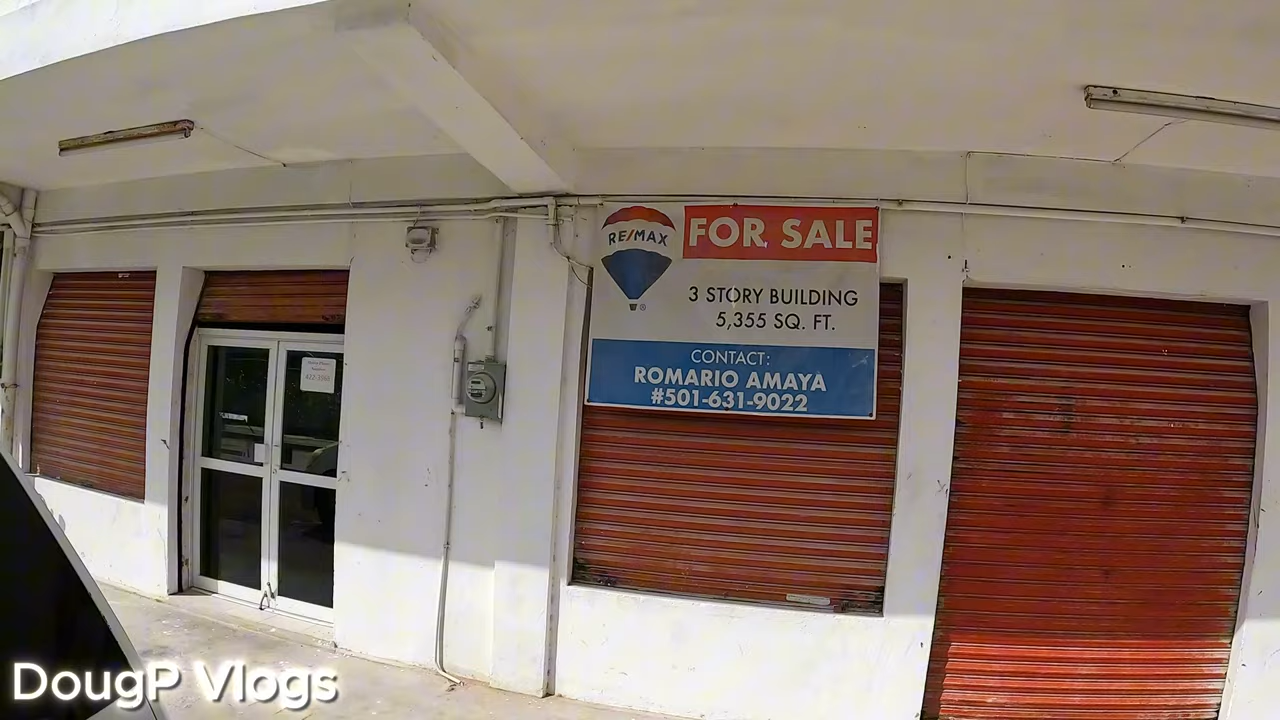 RE/MAX
FOR SALE
3 STORY BUILDING
5,355 SQ. FT.
CONTACT:
ROMARIO AMAYA
#501-631-9022
DougP Vlogs